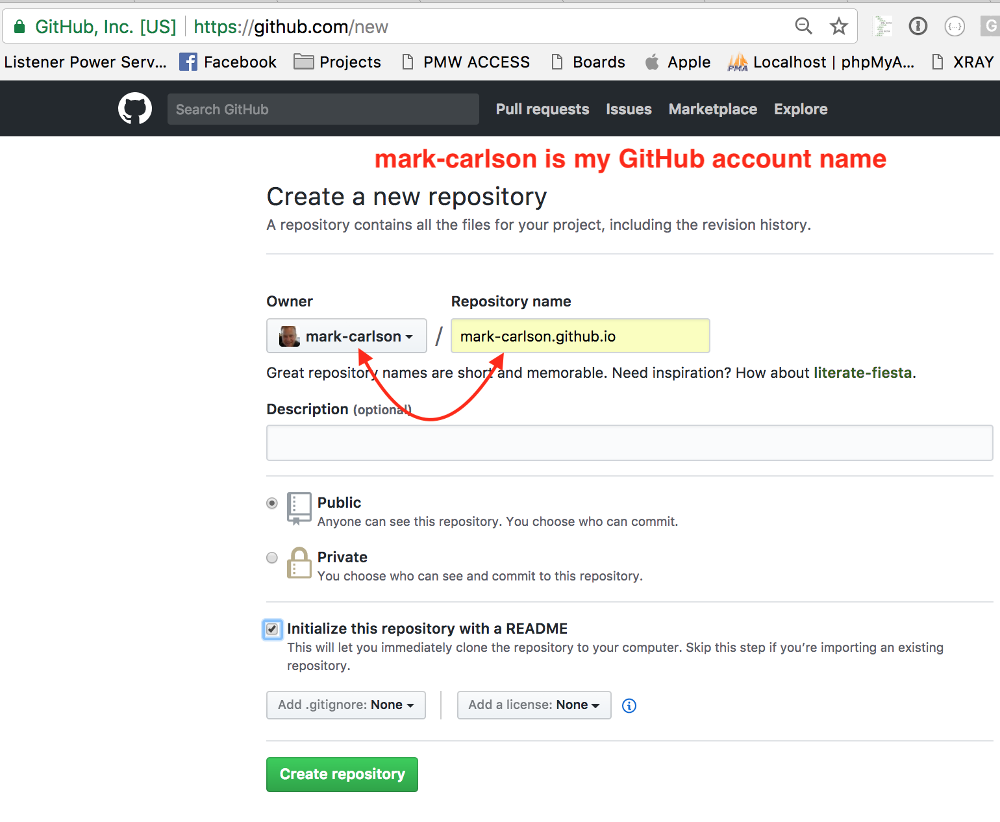 GitHub, Inc. [US] https://github.com/new
Listener Power Serv... Facebook Projects PMW ACCESS Boards Apple Localhost | phpMyA... XRAY
Search GitHub Pull requests Issues Marketplace Explore
mark-carlson is my GitHub account name
Create a new repository
A repository contains all the files for your project, including the revision history.
Owner Repository name
mark-carlson / mark-carlson.github.io
Great repository names are short and memorable. Need inspiration? How about literate-fiesta.
Description (optional)
Public
Anyone can see this repository. You choose who can commit.
Private
You choose who can see and commit to this repository.
Initialize this repository with a README
This will let you immediately clone the repository to your computer. Skip this step if you’re importing an existing
repository.
Add .gitignore: None Add a license: None
Create repository